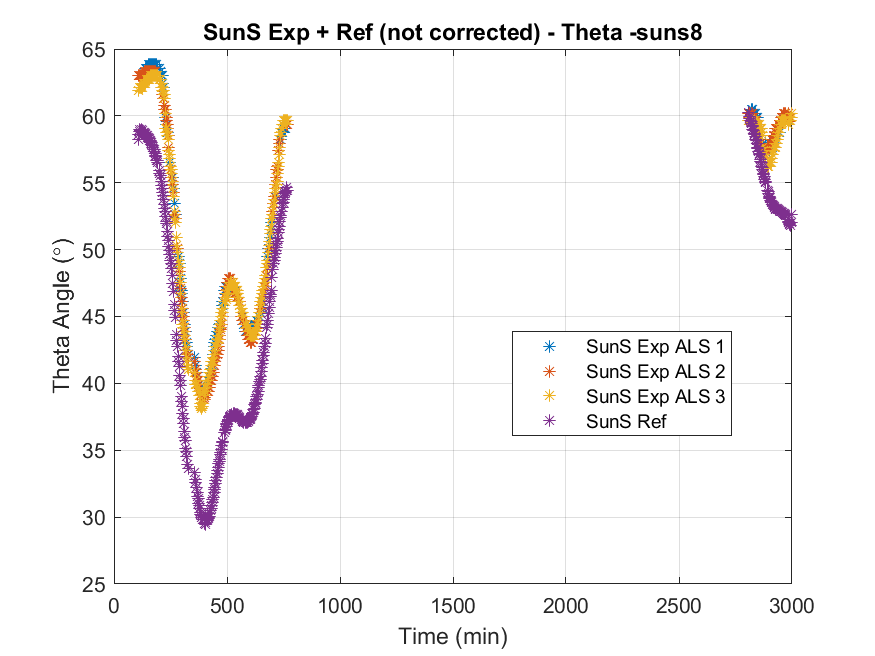 SunS Exp + Ref (not corrected) - Theta -suns8
65
60
55
50
45
40
35
30
25
Theta Angle (°)
SunS Exp ALS 1
SunS Exp ALS 2
SunS Exp ALS 3
SunS Ref
0 500 1000 1500 2000 2500 3000
Time (min)